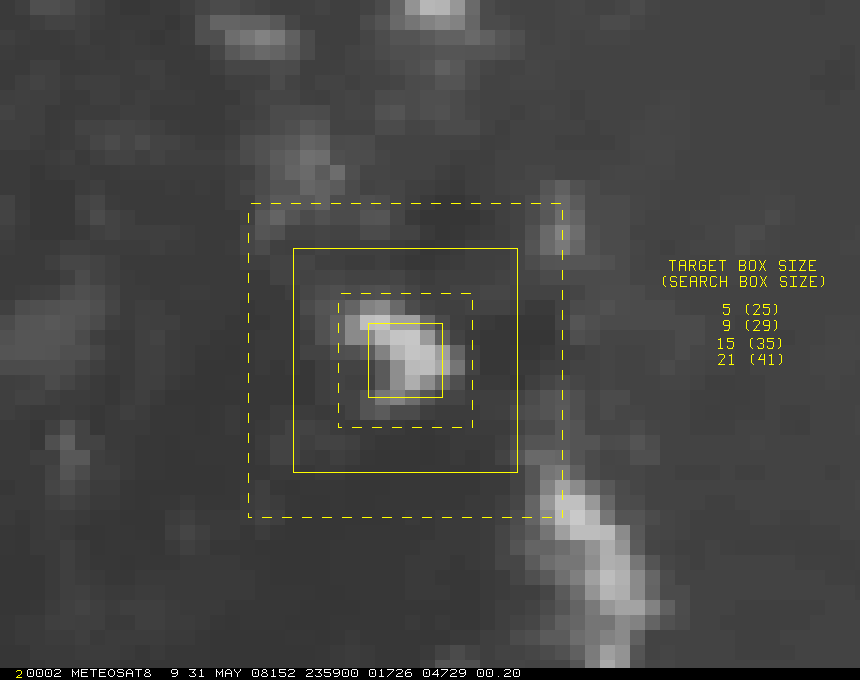 TARGET BOX SIZE
(SEARCH BOX SIZE)
5 (25)
9 (29)
15 (35)
21 (41)
20002 METEOSAT8 9 31 MAY 08152 235900 01726 04729 00.20